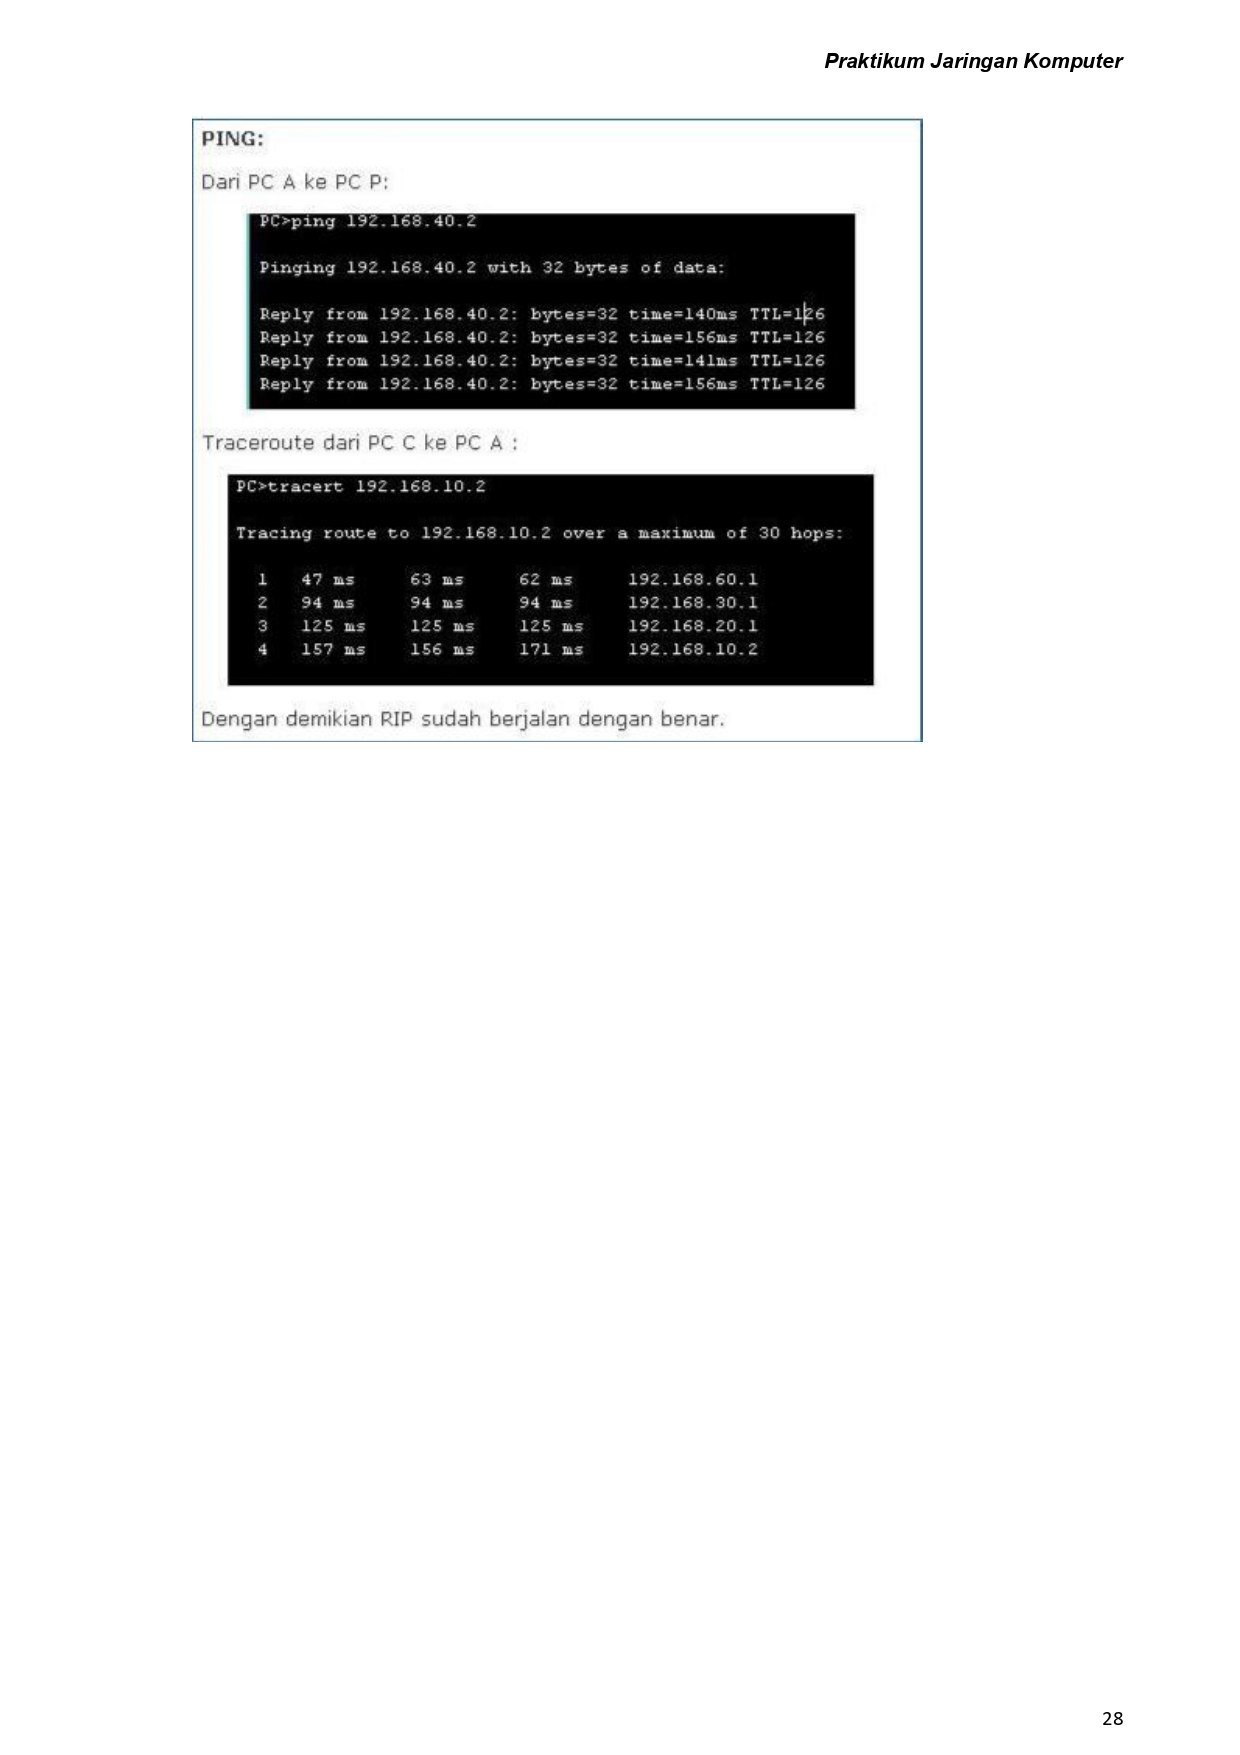 Praktikum Jaringan Komputer
PING:
Dari PC A ke PC P:
PC>ping 192.168.40.2
Pinging 192.168.40.2 with 32 bytes of data:
Reply from 192.168.40.2: bytes=32 time=140ms TTL=126
Reply from 192.168.40.2: bytes=32 time=156ms TTL=126
Reply from 192.168.40.2: bytes=32 time=141ms TTL=126
Reply from 192.168.40.2: bytes=32 time=156ms TTL=126
Traceroute dari PC C ke PC A :
PC>tracert 192.168.10.2
Tracing route to 192.168.10.2 over a maximum of 30 hops:
1 47 ms 63 ms 62 ms 192.168.60.1
2 94 ms 94 ms 94 ms 192.168.30.1
3 125 ms 125 ms 125 ms 192.168.20.1
4 157 ms 156 ms 171 ms 192.168.10.2
Dengan demikian RIP sudah berjalan dengan benar.
28